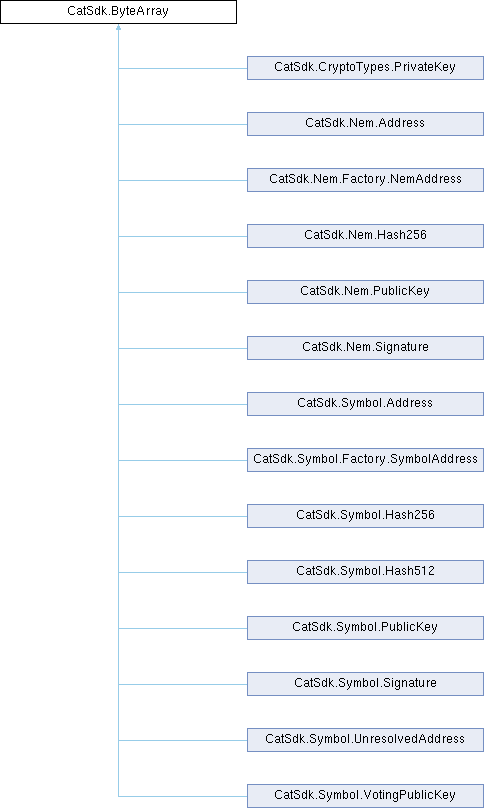 CatSdk.ByteArray
CatSdk.CryptoTypes.PrivateKey
CatSdk.Nem.Address
CatSdk.Nem.Factory.NemAddress
CatSdk.Nem.Hash256
CatSdk.Nem.PublicKey
CatSdk.Nem.Signature
CatSdk.Symbol.Address
CatSdk.Symbol.Factory.SymbolAddress
CatSdk.Symbol.Hash256
CatSdk.Symbol.Hash512
CatSdk.Symbol.PublicKey
CatSdk.Symbol.Signature
CatSdk.Symbol.UnresolvedAddress
CatSdk.Symbol.VotingPublicKey